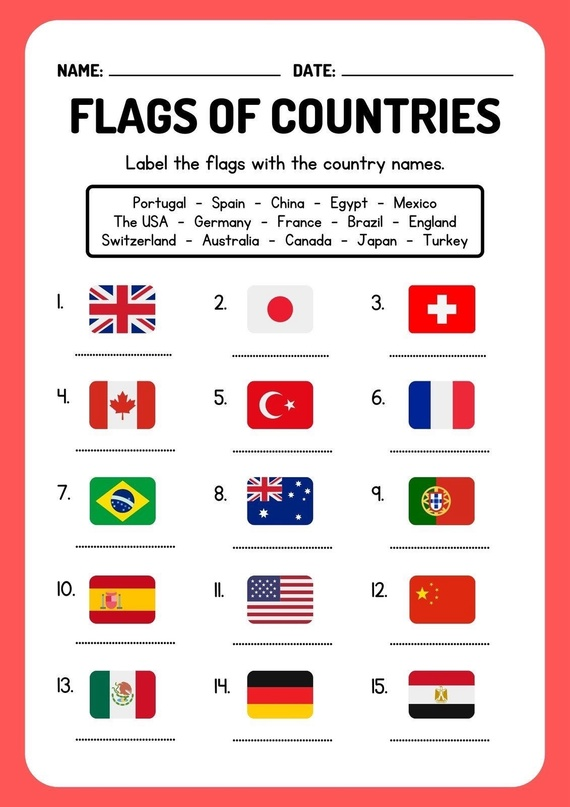 NAME: DATE:
FLAGS OF COUNTRIES
Label the flags with the country names.
Portugal - Spain - China - Egypt - Mexico
The USA - Germany - France - Brazil - England
Switzerland - Australia - Canada - Japan - Turkey
1. 2. 3.
4. 5. 6.
7. 8. 9.
10. 11. 12.
13. 14. 15.